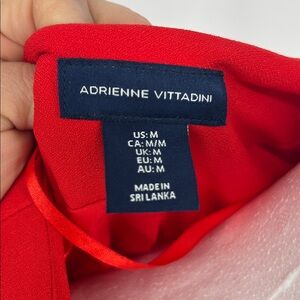 ADRIENNE VITTADINI
US: M
CA: M/M
UK: M
EU: M
AU: M
MADE IN
SRI LANKA